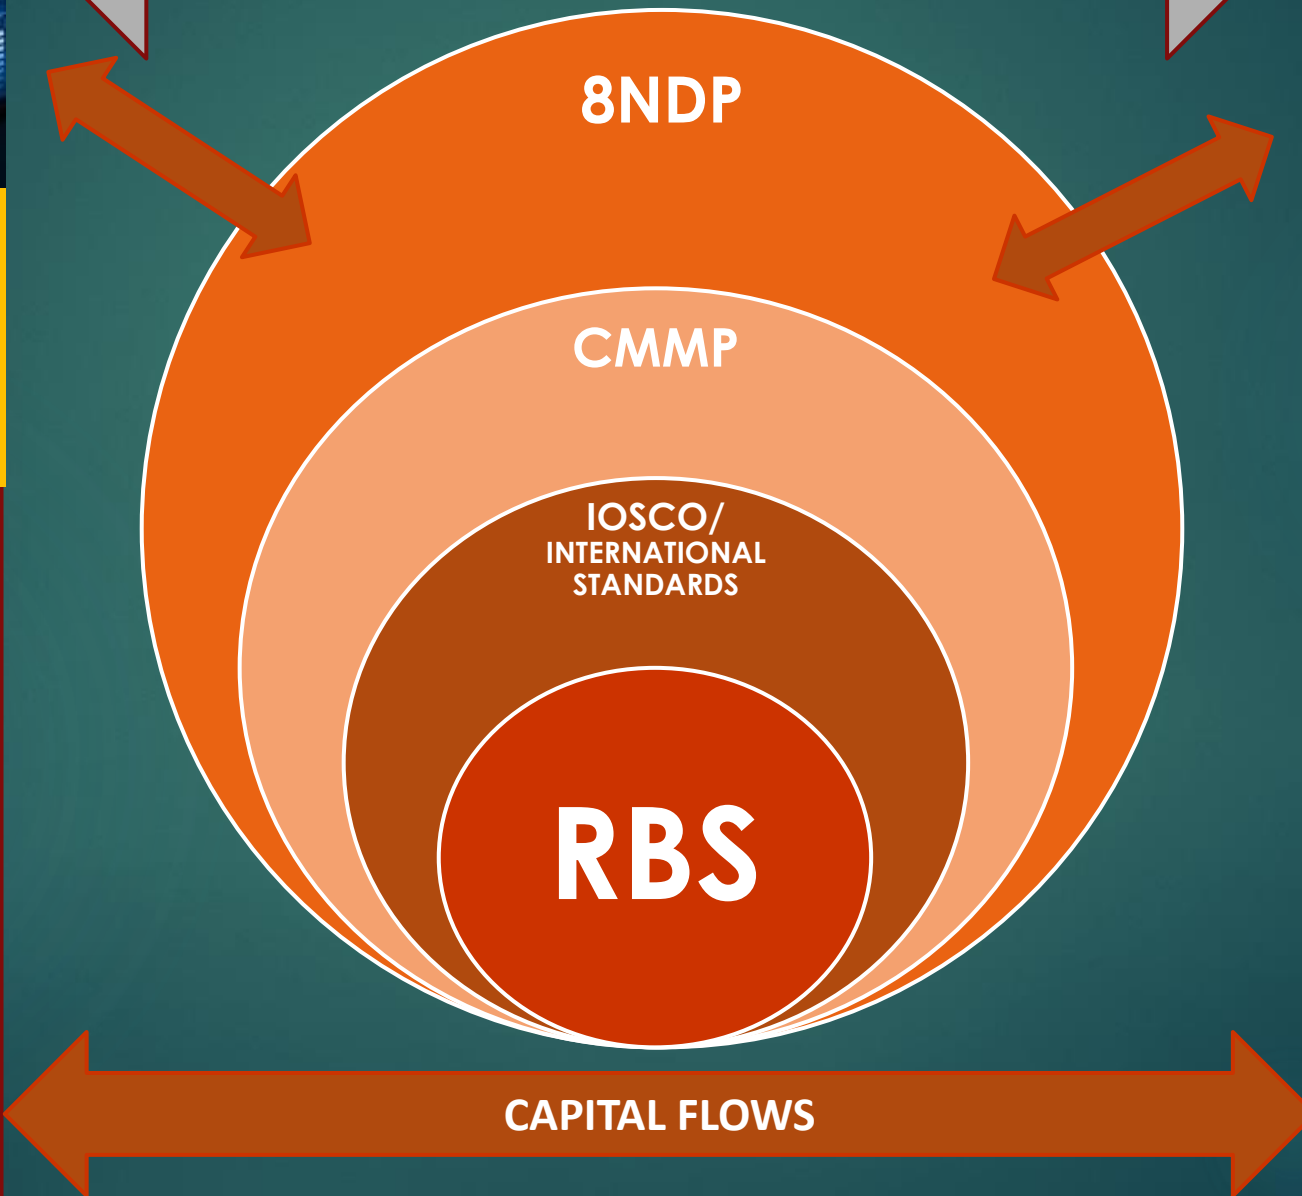 8NDP
CMMP
IOSCO/
INTERNATIONAL
STANDARDS
RBS
CAPITAL FLOWS